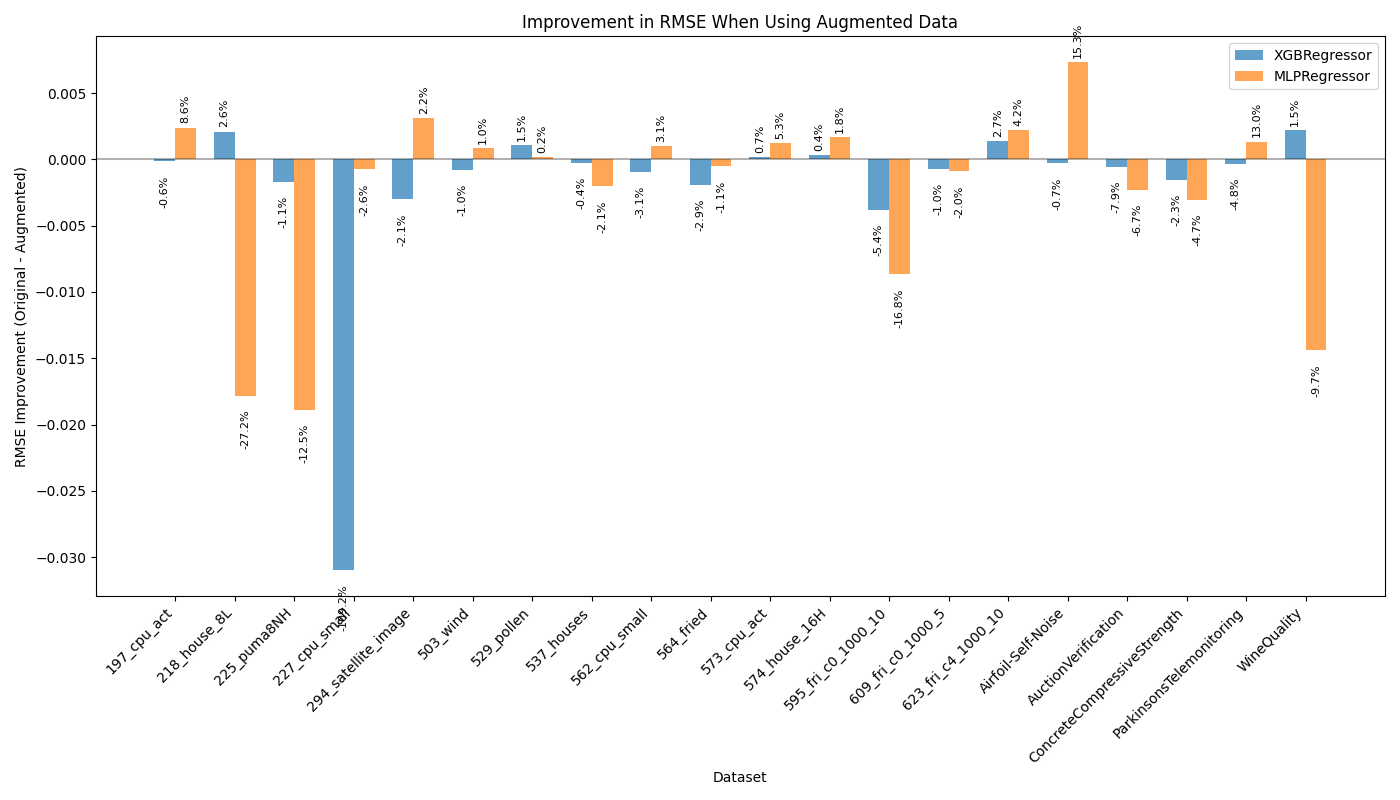 Improvement in RMSE When Using Augmented Data
XGBRegressor
MLPRegressor
RMSE Improvement (Original - Augmented)
0.005
0.000
−0.005
−0.010
−0.015
−0.020
−0.025
−0.030
-0.6%
8.6%
2.6%
-27.2%
-1.1%
-12.5%
-2.6%
-2.1%
2.2%
-1.0%
1.0%
1.5%
0.2%
-0.4%
-2.1%
-3.1%
3.1%
-2.9%
-1.1%
0.7%
5.3%
0.4%
1.8%
-5.4%
-16.8%
-1.0%
-2.0%
2.7%
4.2%
-0.7%
15.3%
-7.9%
-6.7%
-2.3%
-4.7%
-4.8%
13.0%
1.5%
-9.7%
197_cpu_act
218_house_8L
225_puma8NH
227_cpu_small
294_satellite_image
503_wind
529_pollen
537_houses
562_cpu_small
564_fried
573_cpu_act
574_house_16H
595_fri_c0_1000_10
609_fri_c0_1000_5
623_fri_c4_1000_10
Airfoil-Self-Noise
AuctionVerification
ConcreteCompressiveStrength
ParkinsonsTelemonitoring
WineQuality
Dataset